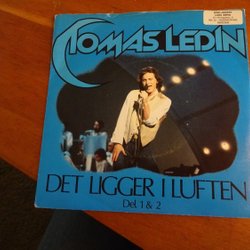 TOMAS LEDIN
DET LIGGER I LUFTEN
Del 1 & 2